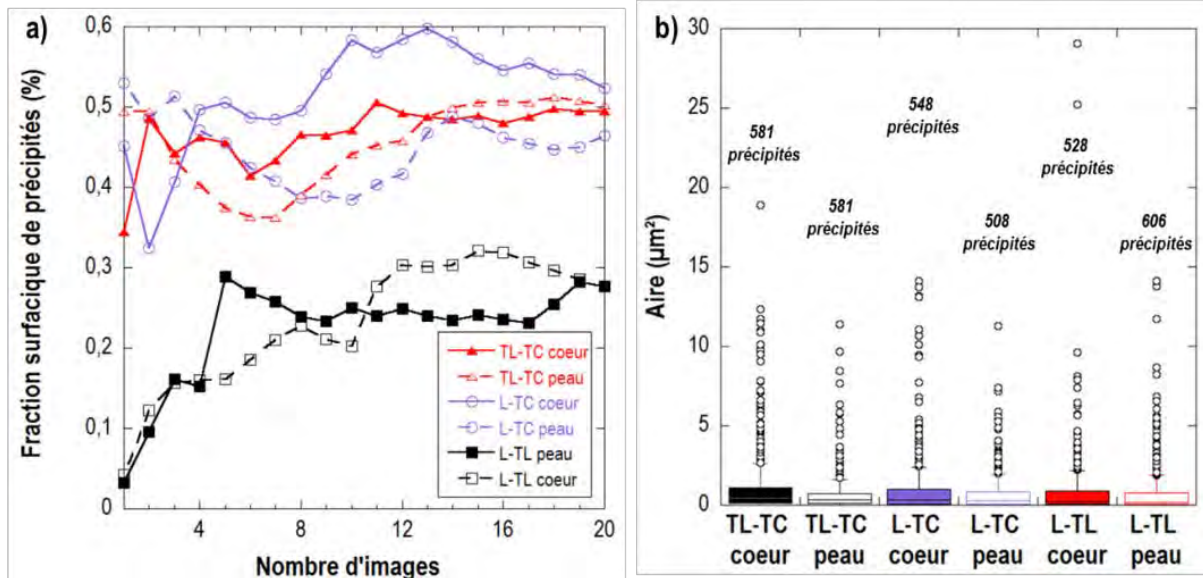 a)
Fraction surfacique de précipités (%)
0,6
0,5
0,4
0,3
0,2
0,1
0
4
8
12
16
20
Nombre d'images
TL-TC coeur
TL-TC peau
L-TC coeur
L-TC peau
L-TL peau
L-TL coeur
b)
Aire (µm²)
30
25
20
15
10
5
0
581
précipités
581
précipités
548
précipités
508
précipités
528
précipités
606
précipités
TL-TC
coeur
TL-TC
peau
L-TC
coeur
L-TC
peau
L-TL
coeur
L-TL
peau